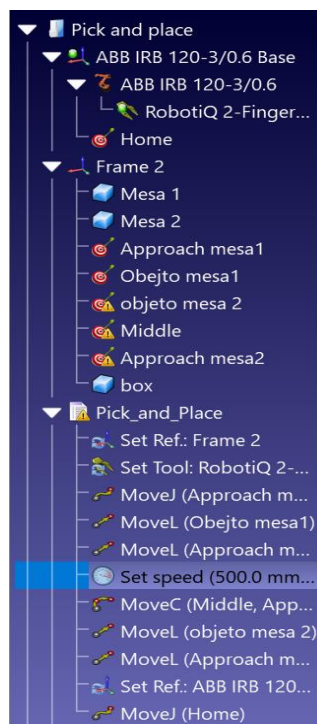 Pick and place
ABB IRB 120-3/0.6 Base
ABB IRB 120-3/0.6
RobotiQ 2-Finger...
Home
Frame 2
Mesa 1
Mesa 2
Approach mesa1
Obejto mesa1
objeto mesa 2
Middle
Approach mesa2
box
Pick_and_Place
Set Ref.: Frame 2
Set Tool: RobotiQ 2-...
MoveJ (Approach m...
MoveL (Obejto mesa1)
MoveL (Approach m...
Set speed (500.0 mm...
MoveC (Middle, App...
MoveL (objeto mesa 2)
MoveL (Approach m...
Set Ref.: ABB IRB 120...
MoveJ (Home)